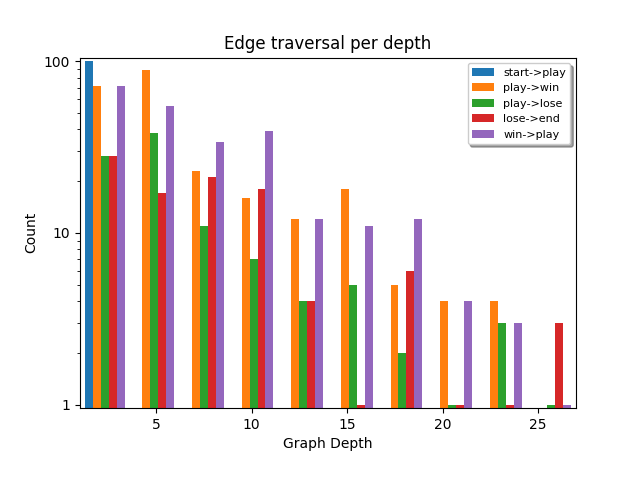 Edge traversal per depth
start->play
play->win
play->lose
lose->end
win->play
100
10
1
Count
5 10 15 20 25
Graph Depth